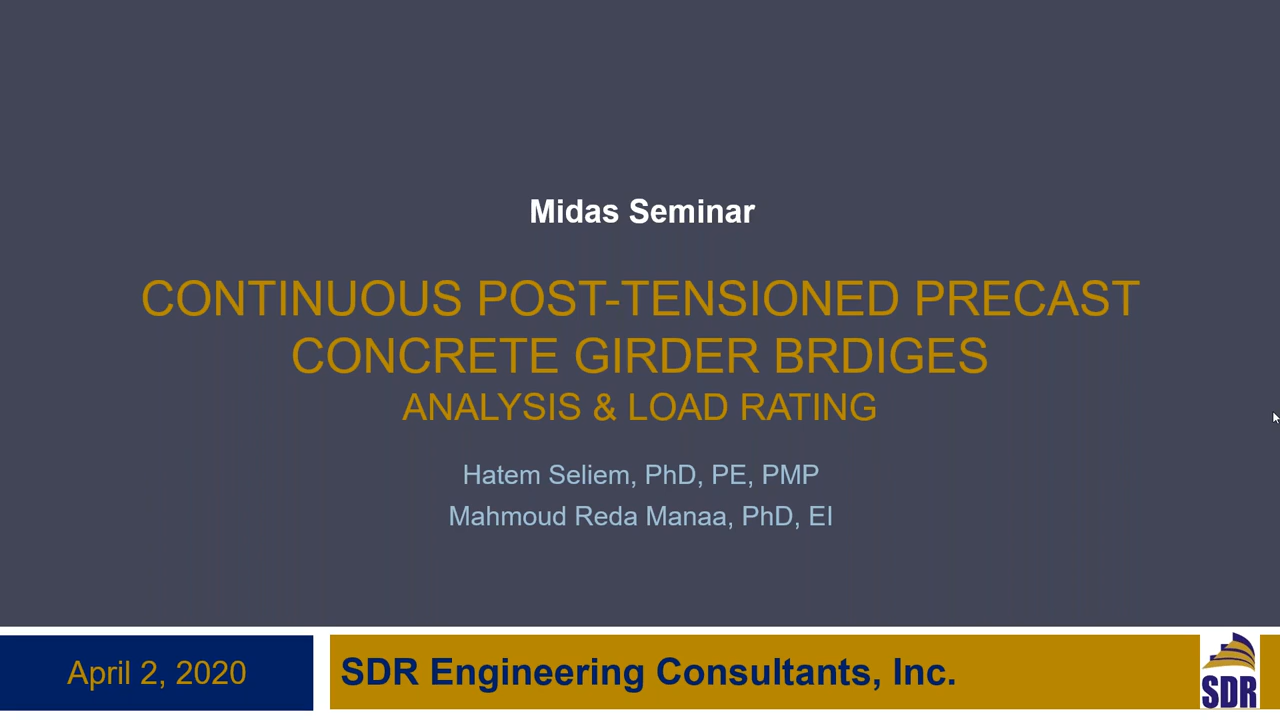 Midas Seminar
CONTINUOUS POST-TENSIONED PRECAST
CONCRETE GIRDER BRDIGES
ANALYSIS & LOAD RATING
Hatem Seliem, PhD, PE, PMP
Mahmoud Reda Manaa, PhD, EI
April 2, 2020
SDR Engineering Consultants, Inc.
SDR